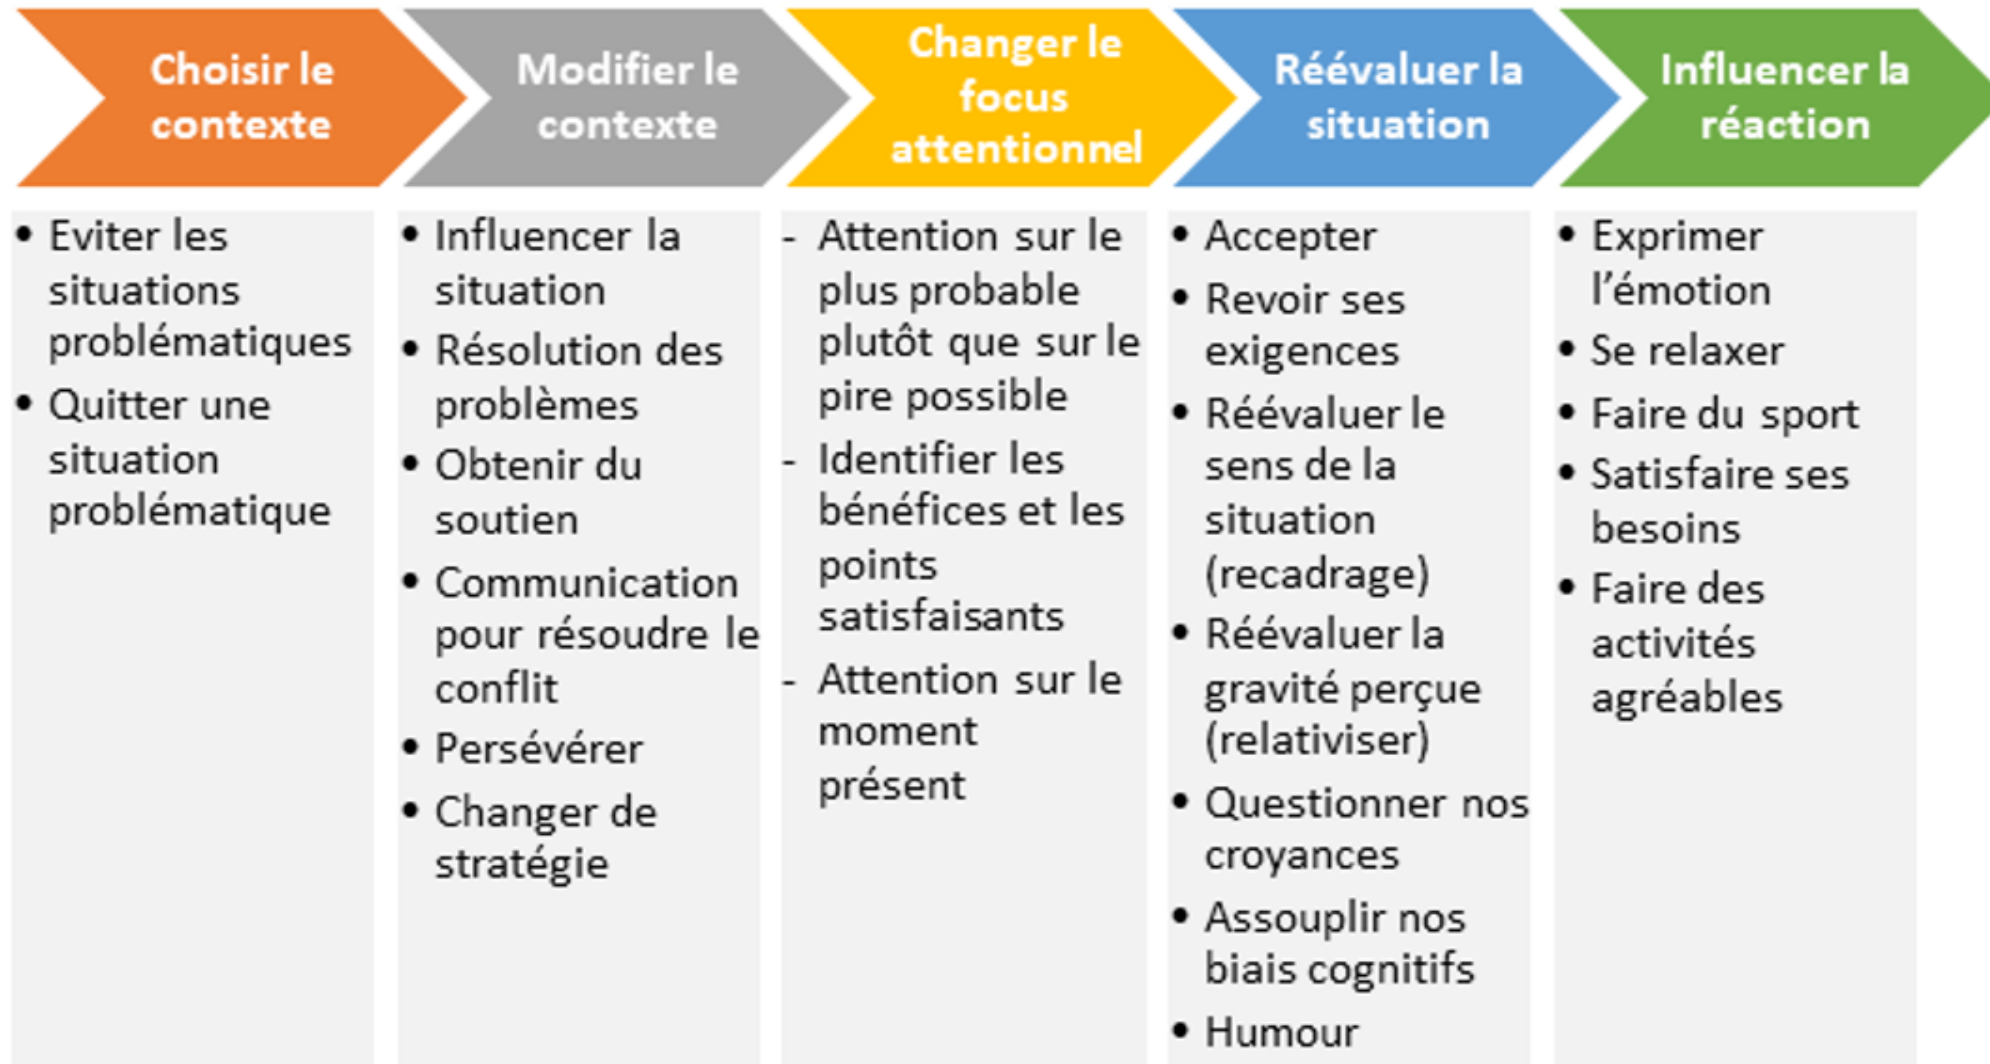 Choisir le
contexte
Modifier le
contexte
Changer le
focus
attentionnel
Réévaluer la
situation
Influencer la
réaction
• Eviter les
situations
problématiques
• Quitter une
situation
problématique
• Influencer la
situation
• Résolution des
problèmes
• Obtenir du
soutien
• Communication
pour résoudre le
conflit
• Persévérer
• Changer de
stratégie
- Attention sur le
plus probable
plutôt que sur le
pire possible
- Identifier les
bénéfices et les
points
satisfaisants
- Attention sur le
moment
présent
• Accepter
• Revoir ses
exigences
• Réévaluer le
sens de la
situation
(recadrage)
• Réévaluer la
gravité perçue
(relativiser)
• Questionner nos
croyances
• Assouplir nos
biais cognitifs
• Humour
• Exprimer
l’émotion
• Se relaxer
• Faire du sport
• Satisfaire ses
besoins
• Faire des
activités
agréables